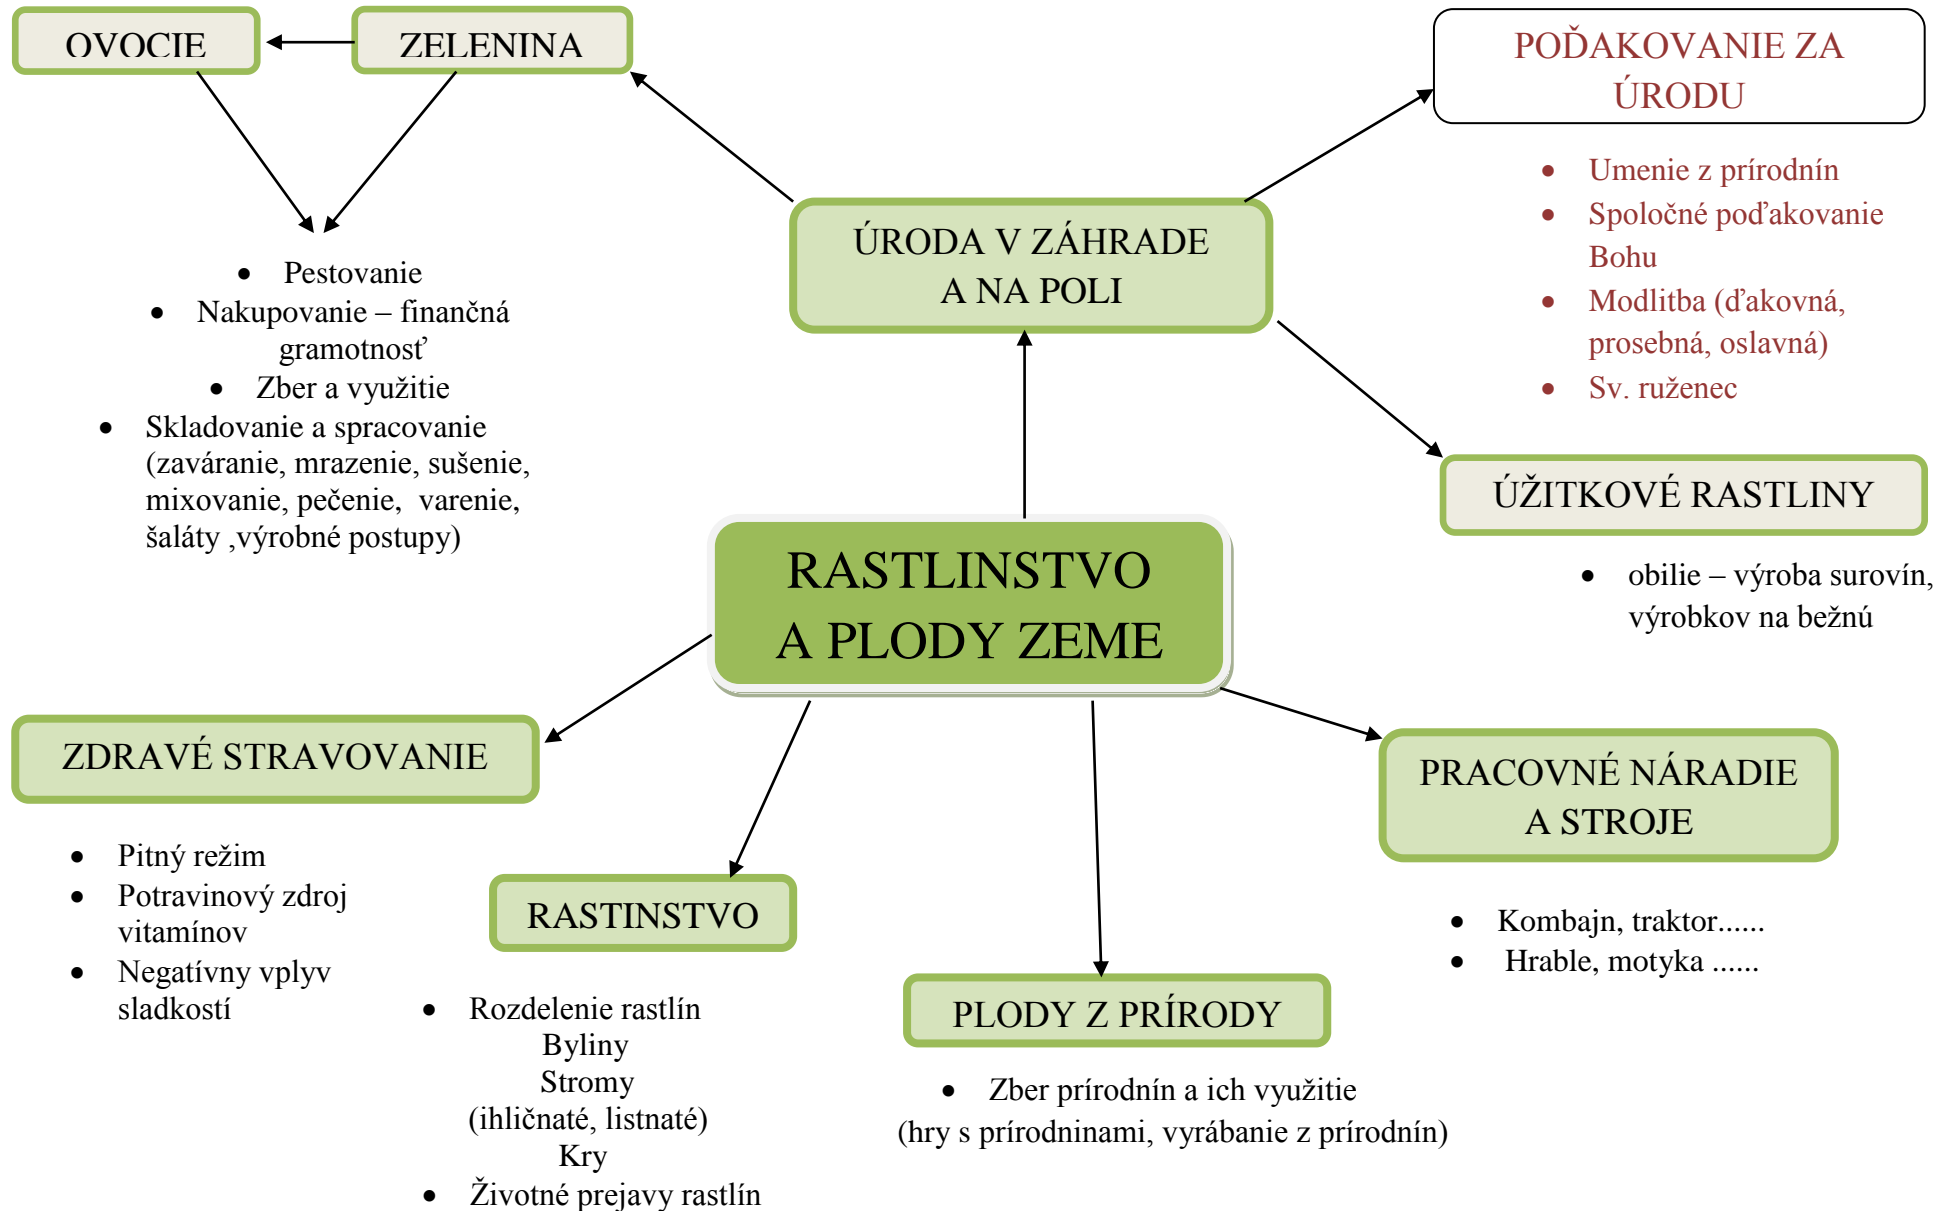 OVOCIE
ZELENINA
POĎAKOVANIE ZA
ÚRODU
• Umenie z prírodnín
• Spoločné poďakovanie
Bohu
• Modlitba (ďakovná,
prosebná, oslavná)
• Sv. ruženec
ÚRODA V ZÁHRADE
A NA POLI
• Pestovanie
• Nakupovanie – finančná
gramotnosť
• Zber a využitie
• Skladovanie a spracovanie
(zaváranie, mrazenie, sušenie,
mixovanie, pečenie, varenie,
šaláty ,výrobné postupy)
ÚŽITKOVÉ RASTLINY
• obilie – výroba surovín,
výrobkov na bežnú
RASTLINSTVO
A PLODY ZEME
ZDRAVÉ STRAVOVANIE
• Pitný režim
• Potravinový zdroj
vitamínov
• Negatívny vplyv
sladkostí
RASTINSTVO
• Rozdelenie rastlín
Byliny
Stromy
(ihličnaté, listnaté)
Kry
• Životné prejavy rastlín
PLODY Z PRÍRODY
• Zber prírodnín a ich využitie
(hry s prírodninami, vyrábanie z prírodnín)
PRACOVNÉ NÁRADIE
A STROJE
• Kombajn, traktor......
• Hrable, motyka ......